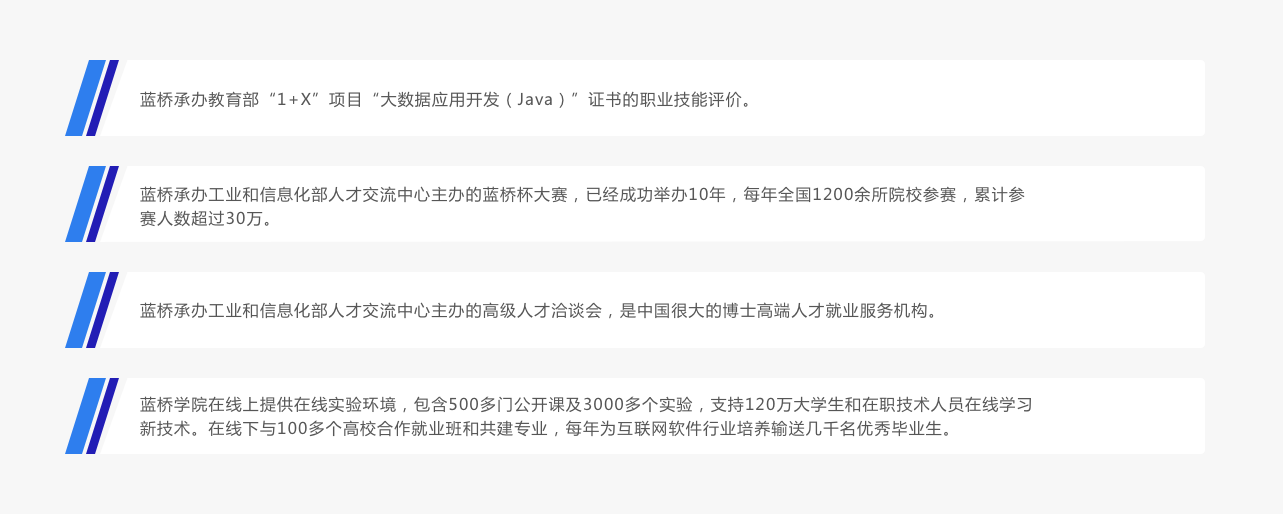 蓝桥承办教育部“1+X”项目“大数据应用开发（Java）”证书的职业技能评价。
蓝桥承办工业和信息化部人才交流中心主办的蓝桥杯大赛，已经成功举办10年，每年全国1200余所院校参赛，累计参
赛人数超过30万。
蓝桥承办工业和信息化部人才交流中心主办的高级人才洽谈会，是中国很大的博士高端人才就业服务机构。
蓝桥学院在线上提供在线实验环境，包含500多门公开课及3000多个实验，支持120万大学生和在职技术人员在线学习
新技术。在线下与100多个高校合作就业班和共建专业，每年为互联网软件行业培养输送几千名优秀毕业生。